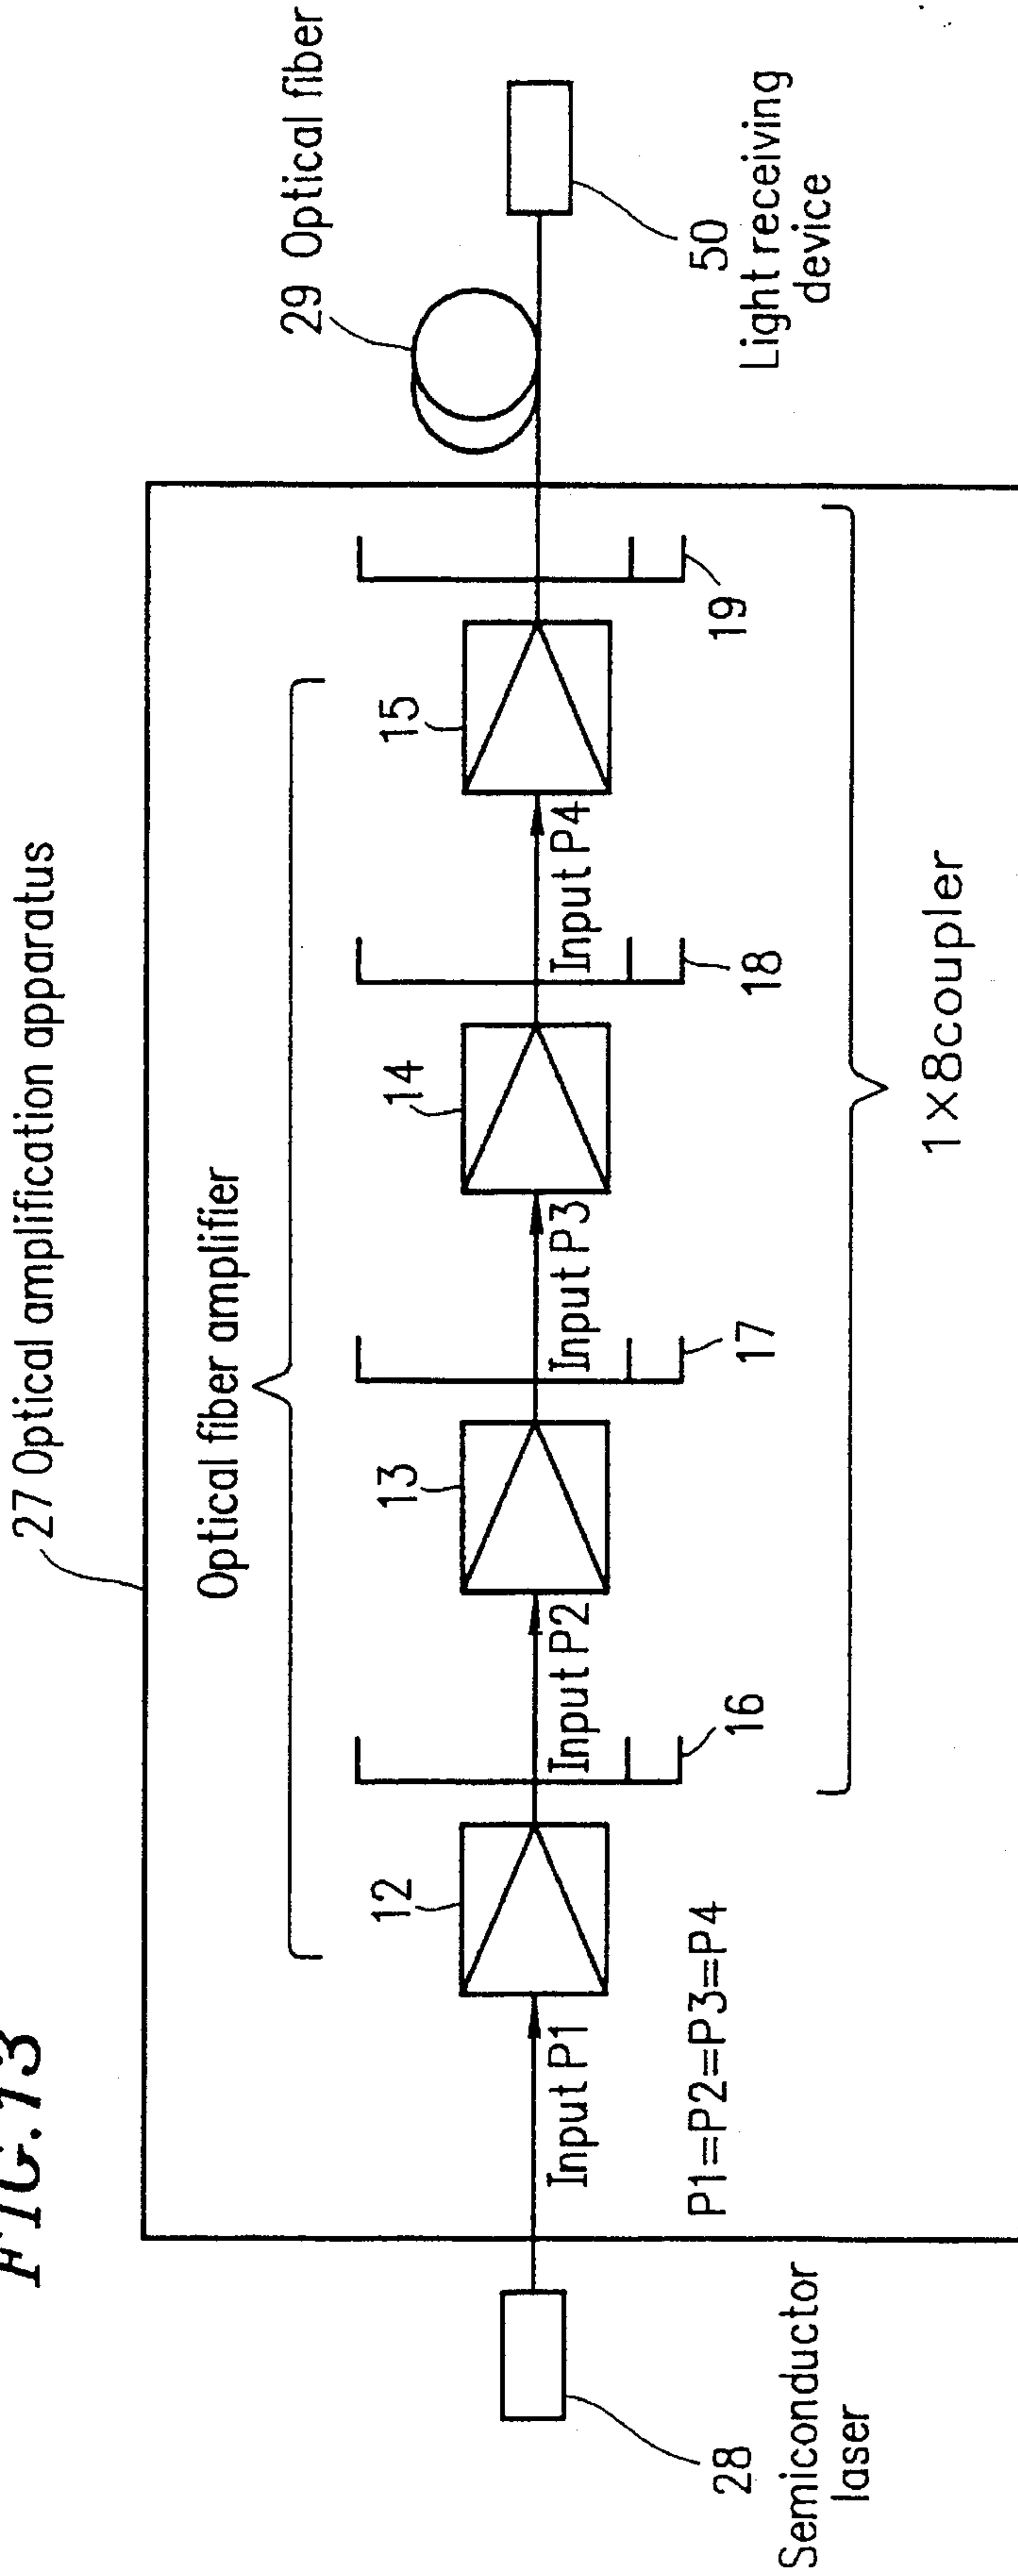 FIG.13
27 Optical amplification apparatus
Optical fiber amplifier
29 Optical fiber
12
13
14
15
Input P1
Input P2
Input P3
Input P4
16
17
18
19
P1=P2=P3=P4
28
Semiconductor
laser
1×8coupler
50
Light receiving
device